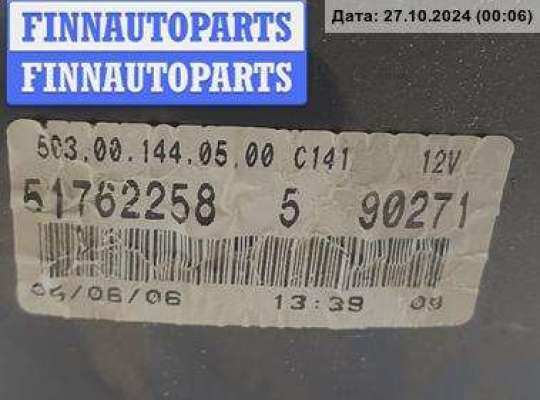 FINNAUTOPARTS
FINNAUTOPARTS
Дата: 27.10.2024 (00:06)
503.00.144.05.00 C141 12V
51762258 5 90271
06/06/06 13:39 09